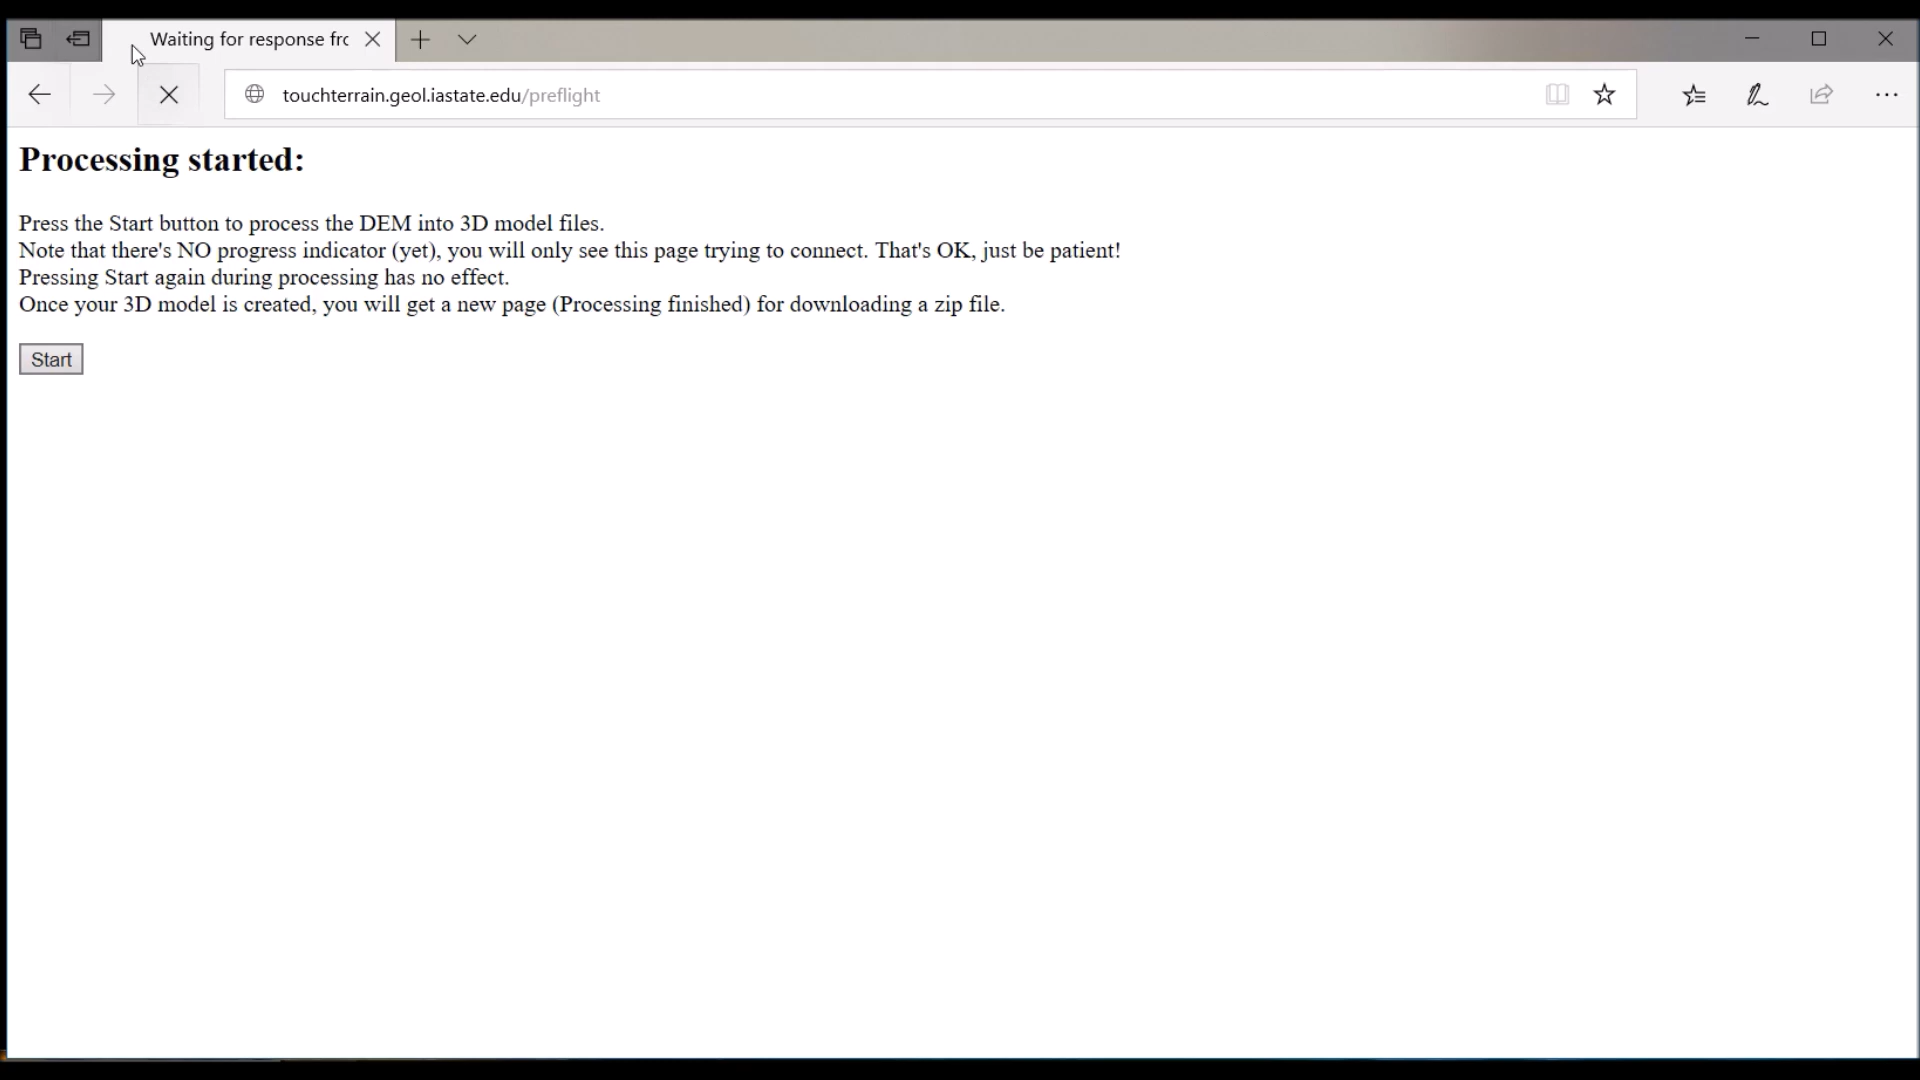 Waiting for response frc
touchterrain.geol.iastate.edu/preflight
Processing started:
Press the Start button to process the DEM into 3D model files.
Note that there's NO progress indicator (yet), you will only see this page trying to connect. That's OK, just be patient!
Pressing Start again during processing has no effect.
Once your 3D model is created, you will get a new page (Processing finished) for downloading a zip file.
Start